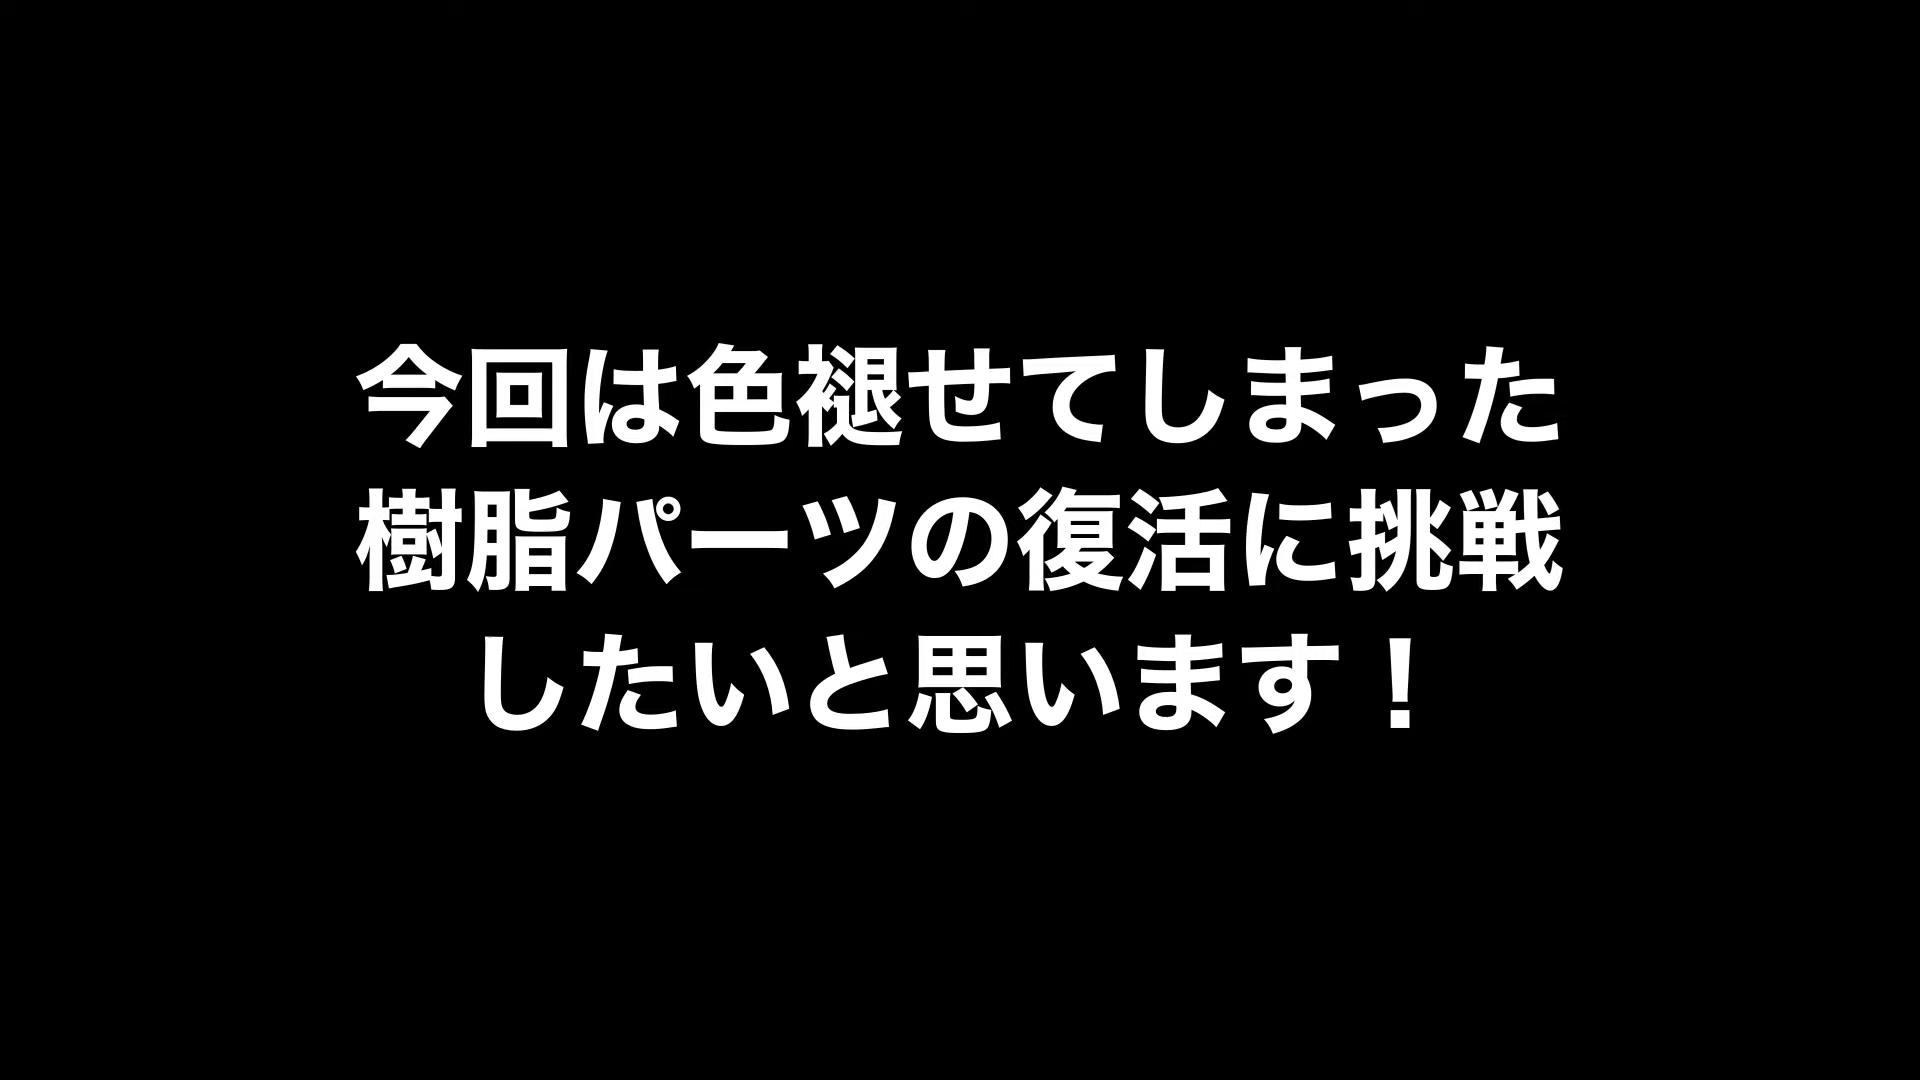 今回は色褪せてしまった
樹脂パーツの復活に挑戦
したいと思います！